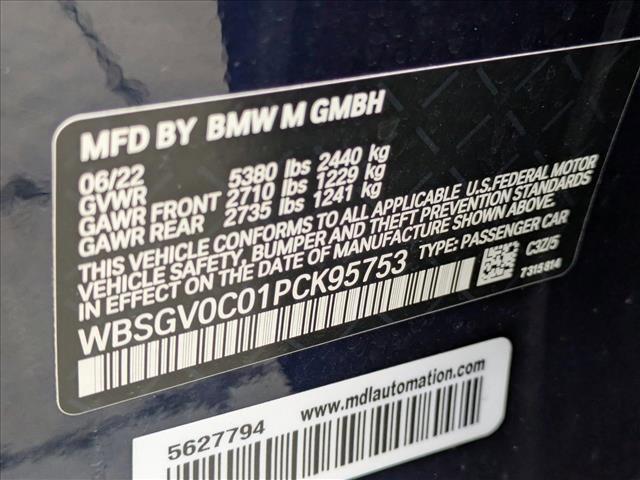 MFD BY BMW M GMBH
06/22
GVWR 5380 lbs 2440 kg
GAWR FRONT 2710 lbs 1229 kg
GAWR REAR 2735 lbs 1241 kg
THIS VEHICLE CONFORMS TO ALL APPLICABLE U.S.FEDERAL MOTOR
VEHICLE SAFETY, BUMPER AND THEFT PREVENTION STANDARDS
IN EFFECT ON THE DATE OF MANUFACTURE SHOWN ABOVE.
WBSGV0C01PCK95753 TYPE: PASSENGER CAR
C3Z/5
7315814
www.mdlautomation.com
5627794